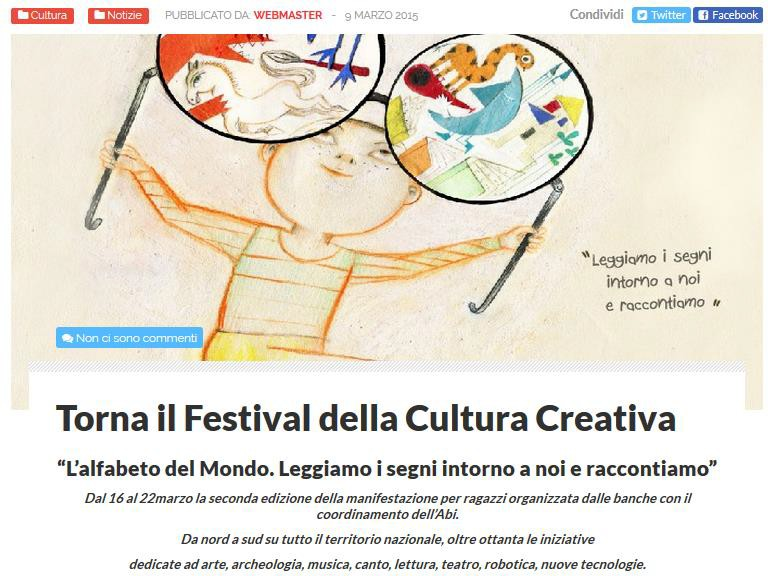 Cultura Notizie PUBBLICATO DA: WEBMASTER - 9 MARZO 2015 Condividi Twitter Facebook
"Leggiamo i segni
intorno a noi
e raccontiamo "
Non ci sono commenti
Torna il Festival della Cultura Creativa
“L’alfabeto del Mondo. Leggiamo i segni intorno a noi e raccontiamo”
Dal 16 al 22marzo la seconda edizione della manifestazione per ragazzi organizzata dalle banche con il
coordinamento dell’Abi.
Da nord a sud su tutto il territorio nazionale, oltre ottanta le iniziative
dedicate ad arte, archeologia, musica, canto, lettura, teatro, robotica, nuove tecnologie.